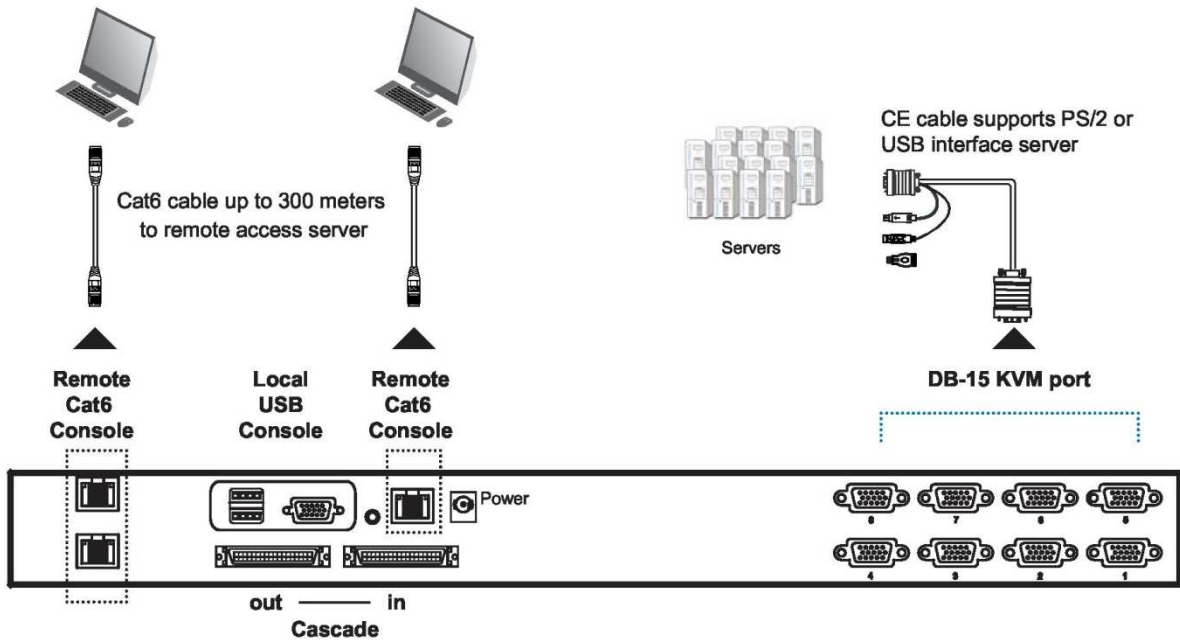 CE cable supports PS/2 or
USB interface server
Cat6 cable up to 300 meters
to remote access server
Servers
Remote
Cat6
Console
Local
USB
Console
Remote
Cat6
Console
DB-15 KVM port
Power
8 7 6 5
4 3 2 1
out in
Cascade